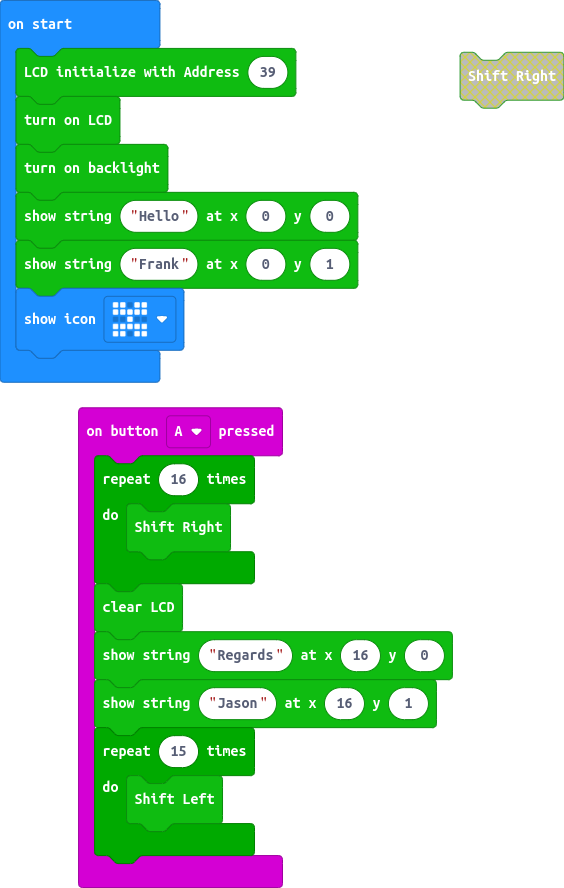 on start
LCD initialize with Address 39
Shift Right
turn on LCD
turn on backlight
show string "Hello" at x 0 y 0
show string "Frank" at x 0 y 1
show icon
on button A pressed
repeat 16 times
do Shift Right
clear LCD
show string "Regards" at x 16 y 0
show string "Jason" at x 16 y 1
repeat 15 times
do Shift Left